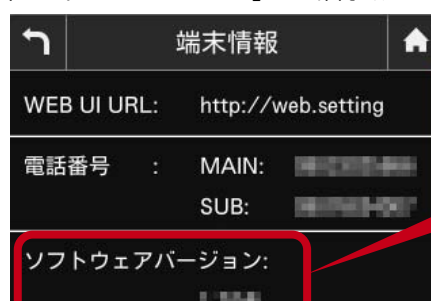 端末情報
WEB UI URL: http://web.setting
電話番号 : MAIN:
SUB:
ソフトウェアバージョン: